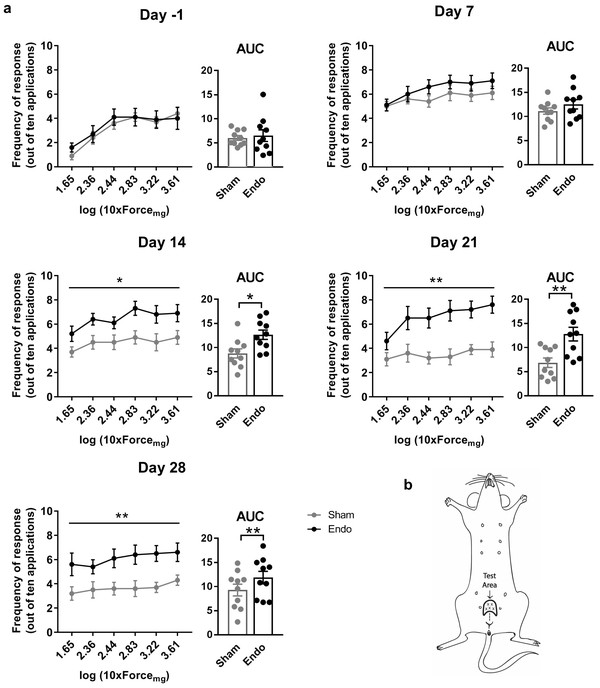 a
Day -1
Frequency of response
(out of ten applications)
10
8
6
4
2
0
1.65
2.36
2.44
2.83
3.22
3.61
log (10xForcemg)
AUC
20
15
10
5
0
Sham
Endo
Day 7
Frequency of response
(out of ten applications)
10
8
6
4
2
0
1.65
2.36
2.44
2.83
3.22
3.61
log (10xForcemg)
AUC
20
15
10
5
0
Sham
Endo
Day 14
Frequency of response
(out of ten applications)
10
8
6
4
2
0
*
1.65
2.36
2.44
2.83
3.22
3.61
log (10xForcemg)
AUC
*
20
15
10
5
0
Sham
Endo
Day 21
Frequency of response
(out of ten applications)
10
8
6
4
2
0
**
1.65
2.36
2.44
2.83
3.22
3.61
log (10xForcemg)
AUC
**
20
15
10
5
0
Sham
Endo
Day 28
Frequency of response
(out of ten applications)
10
8
6
4
2
0
**
1.65
2.36
2.44
2.83
3.22
3.61
log (10xForcemg)
AUC
**
20
15
10
5
0
Sham
Endo
Sham
Endo
b
Test
Area